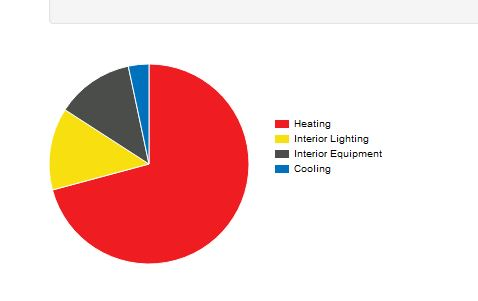 Heating
Interior Lighting
Interior Equipment
Cooling